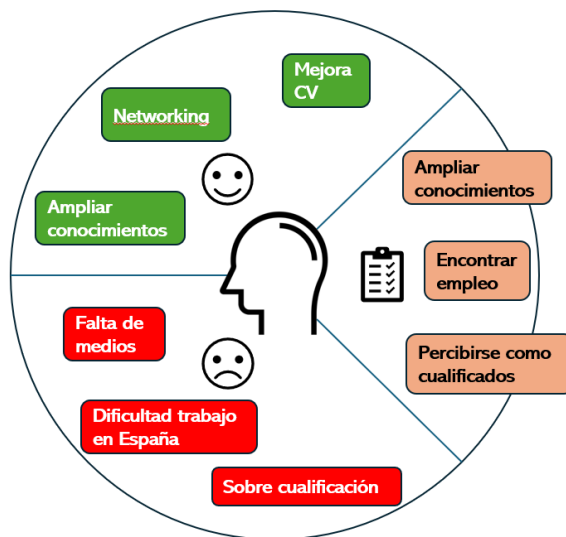 Mejora
CV
Networking
Ampliar
conocimientos
Ampliar
conocimientos
Encontrar
empleo
Percibirse como
cualificados
Falta de
medios
Dificultad trabajo
en España
Sobre cualificación